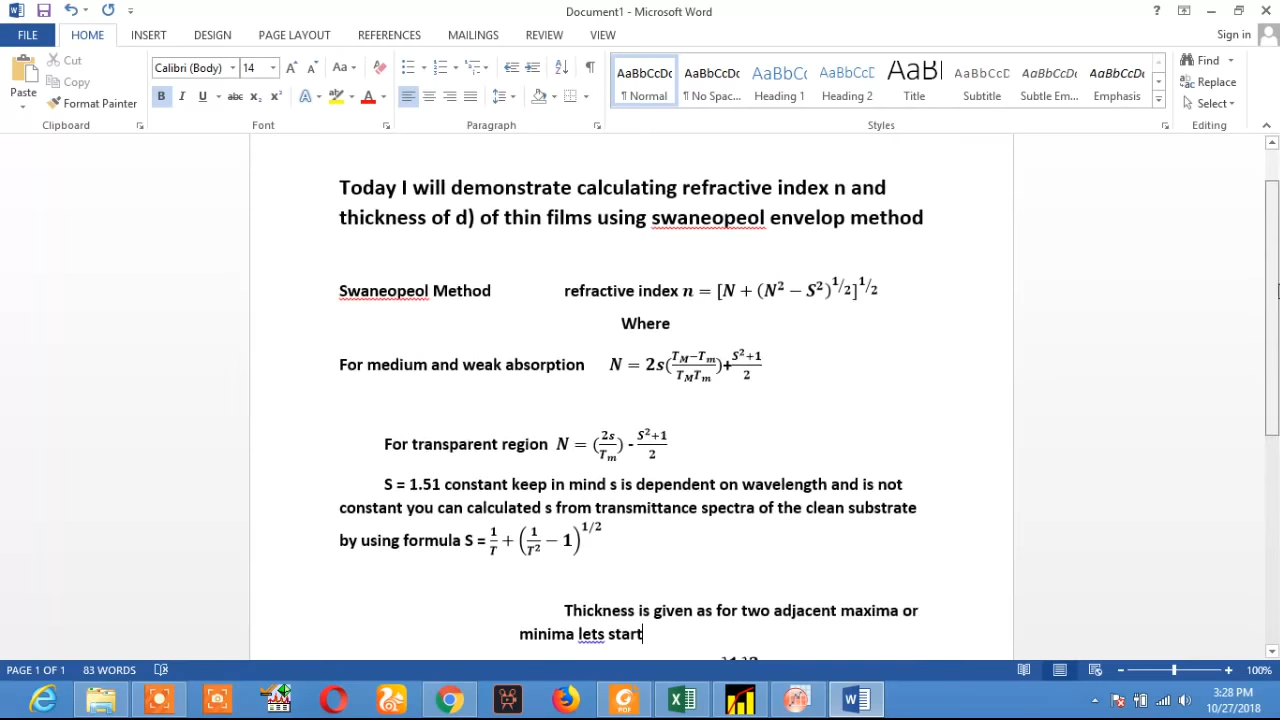 Document1 - Microsoft Word
?
FILE HOME INSERT DESIGN PAGE LAYOUT REFERENCES MAILINGS REVIEW VIEW Sign in
Cut
Copy
Format Painter
Paste
Calibri (Body) 14
Aa
B I U abc x₂ x² A A
AaBbCcDc AaBbCcDc AaBbCc AaBbCcD AaBl AaBbCcDc AaBbCcDc AaBbCcDc
¶ Normal ¶ No Spac... Heading 1 Heading 2 Title Subtitle Subtle Em... Emphasis
Find
Replace
Select
Clipboard Font Paragraph Styles Editing
Today I will demonstrate calculating refractive index n and
thickness of d) of thin films using swaneopeol envelop method
Swaneopeol Method refractive index n = [N + (N² − S²)^1/2]^1/2
Where
For medium and weak absorption N = 2s((T_M−T_m)/(T_M T_m))+(S²+1)/2
For transparent region N = (2s/T_m) - (S²+1)/2
S = 1.51 constant keep in mind s is dependent on wavelength and is not
constant you can calculated s from transmittance spectra of the clean substrate
by using formula S = 1/T + (1/T² − 1)^1/2
Thickness is given as for two adjacent maxima or
minima lets start
PAGE 1 OF 1 83 WORDS 100%
PDF
3:28 PM
10/27/2018